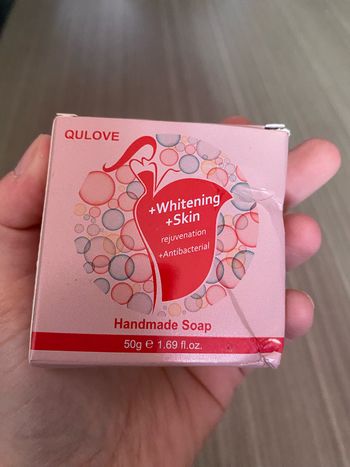 QULOVE
+Whitening
+Skin
rejuvenation
+Antibacterial
Handmade Soap
50g ℮ 1.69 fl.oz.